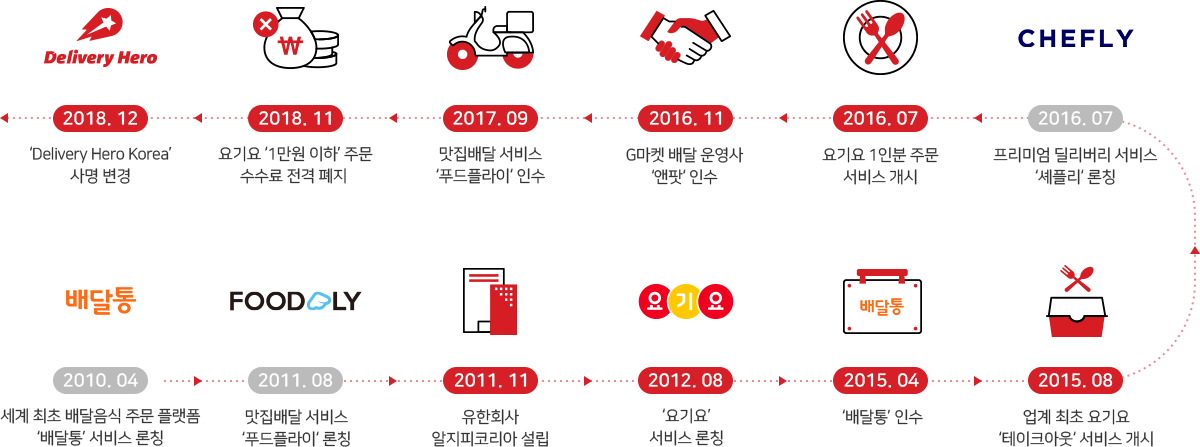 Delivery Hero
₩
CHEFLY
2018. 12
2018. 11
2017. 09
2016. 11
2016. 07
2016. 07
‘Delivery Hero Korea’
사명 변경
요기요 ‘1만원 이하’ 주문
수수료 전격 폐지
맛집배달 서비스
‘푸드플라이’ 인수
G마켓 배달 운영사
‘앤팟’ 인수
요기요 1인분 주문
서비스 개시
프리미엄 딜리버리 서비스
‘셰플리’ 론칭
배달통
FOODFLY
요기요
배달통
2010. 04
2011. 08
2011. 11
2012. 08
2015. 04
2015. 08
세계 최초 배달음식 주문 플랫폼
‘배달통’ 서비스 론칭
맛집배달 서비스
‘푸드플라이’ 론칭
유한회사
알지피코리아 설립
‘요기요’
서비스 론칭
‘배달통’ 인수
업계 최초 요기요
‘테이크아웃’ 서비스 개시